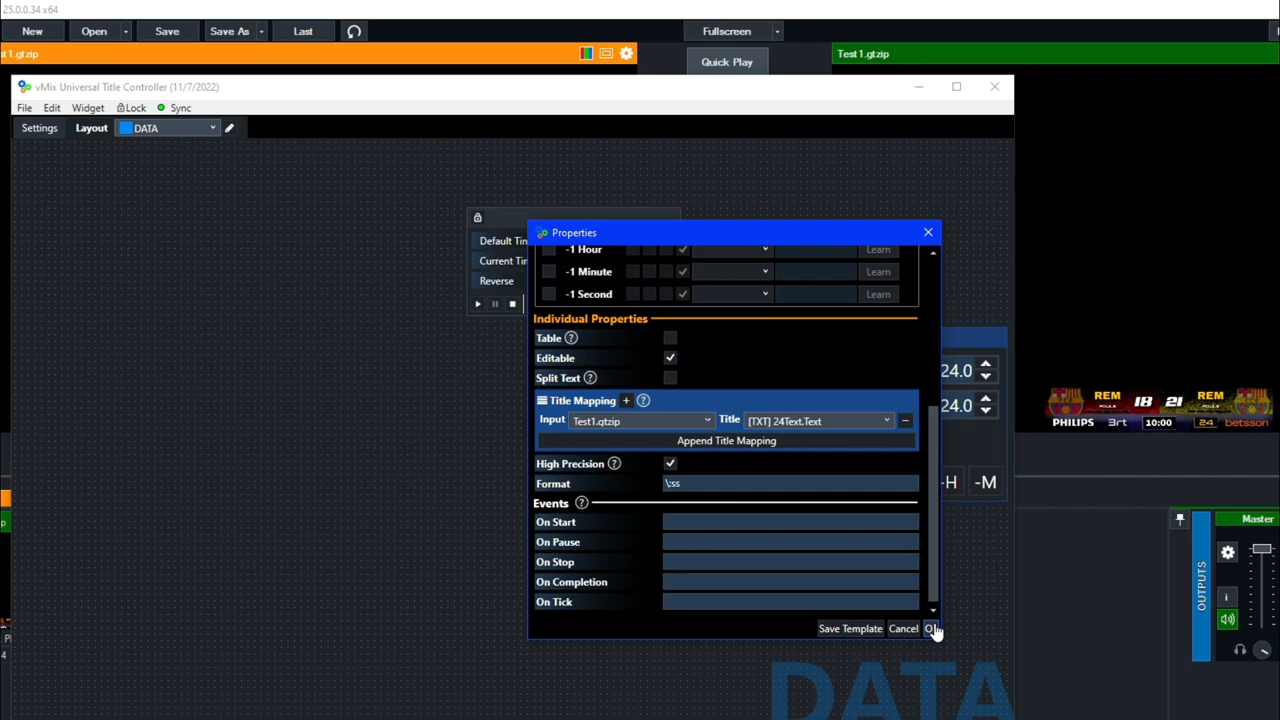 25.0.0.34 x64
New Open Save Save As Last Fullscreen
t1.gtzip Quick Play Test1.gtzip
vMix Universal Title Controller (11/7/2022)
File Edit Widget Lock Sync
Settings Layout DATA
Properties
Default Tim
Current Tim
Reverse
-1 Hour Learn
-1 Minute Learn
-1 Second Learn
Individual Properties
Table ?
Editable
Split Text ?
Title Mapping + ?
Input Test1.gtzip Title [TXT] 24Text.Text −
Append Title Mapping
High Precision ?
Format \:ss
Events ?
On Start
On Pause
On Stop
On Completion
On Tick
Save Template Cancel O
24.0
24.0
-H -M
REM 18 21 REM
PHILIPS 3rt 10:00 24 betsson
Master
OUTPUTS
i
DATA
p
4